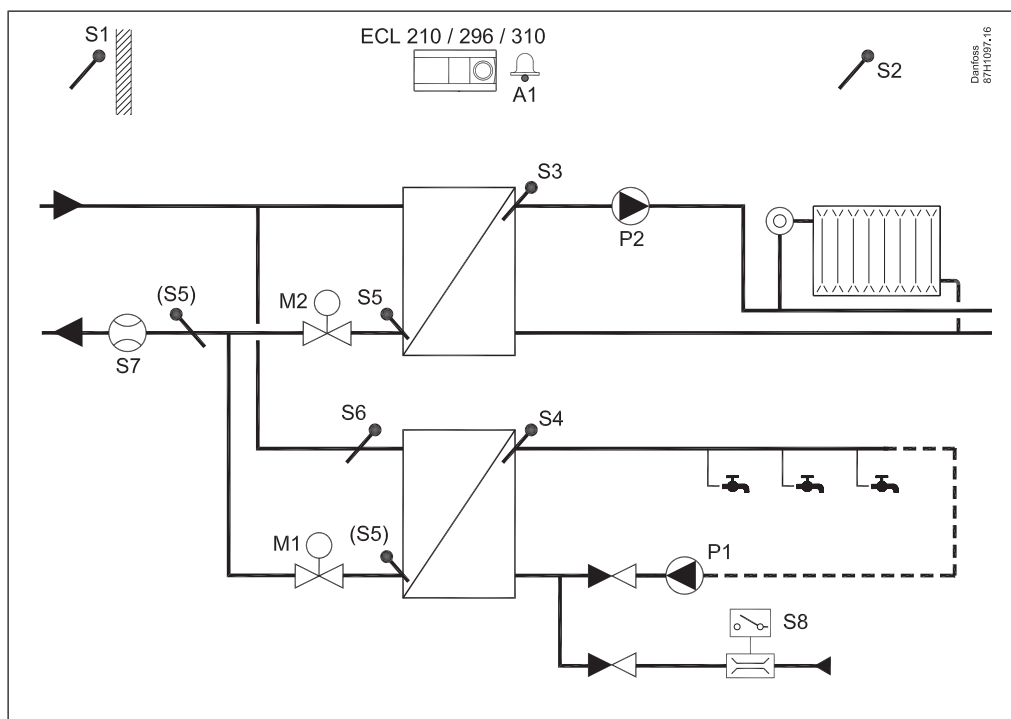 S1
ECL 210 / 296 / 310
A1
S2
Danfoss
87H1097.16
S3
P2
(S5)
M2
S5
S7
S6
S4
M1
(S5)
P1
S8